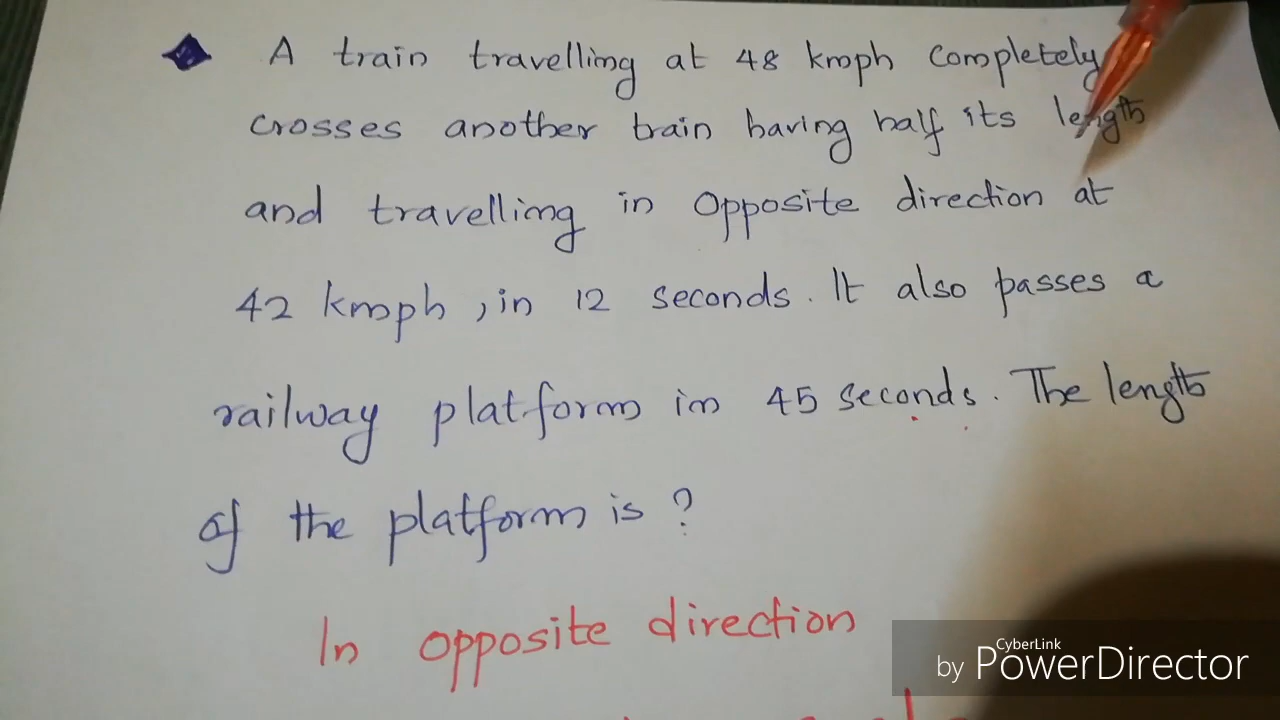 A train travelling at 48 kmph completely
crosses another train having half its length
and travelling in opposite direction at
42 kmph, in 12 seconds. It also passes a
railway platform in 45 seconds. The length
of the platform is ?
In opposite direction
CyberLink
by PowerDirector